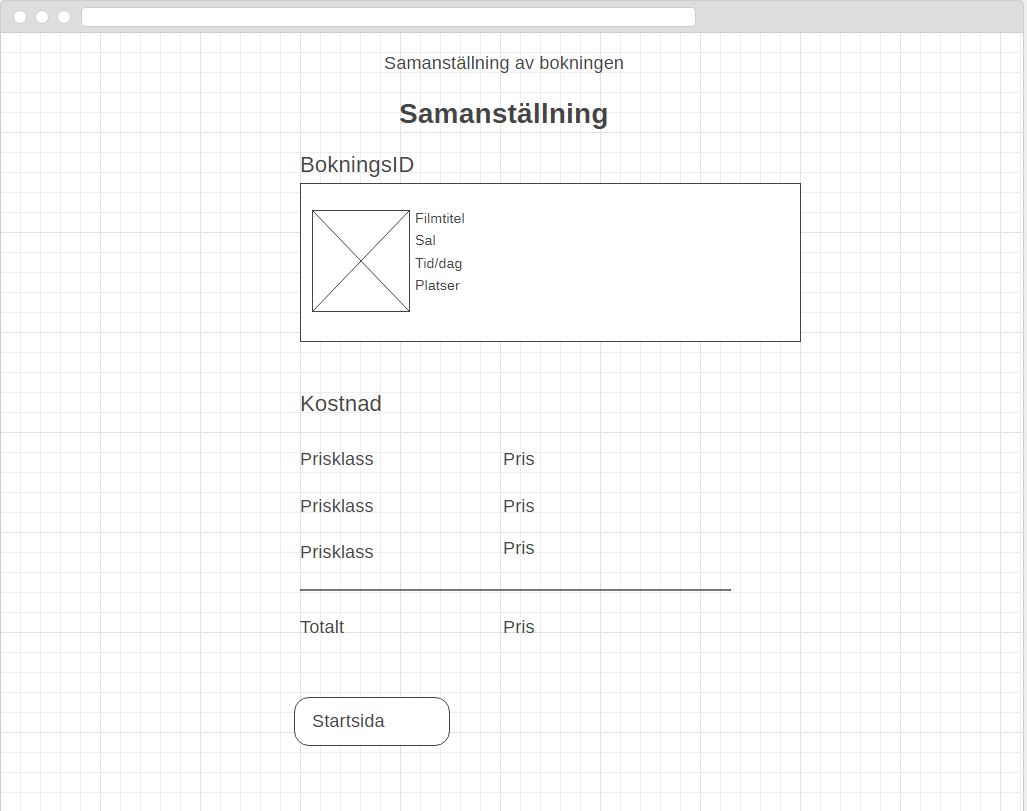 Samanställning av bokningen
Samanställning
BokningsID
Filmtitel
Sal
Tid/dag
Platser
Kostnad
Prisklass Pris
Prisklass Pris
Prisklass Pris
Totalt Pris
Startsida